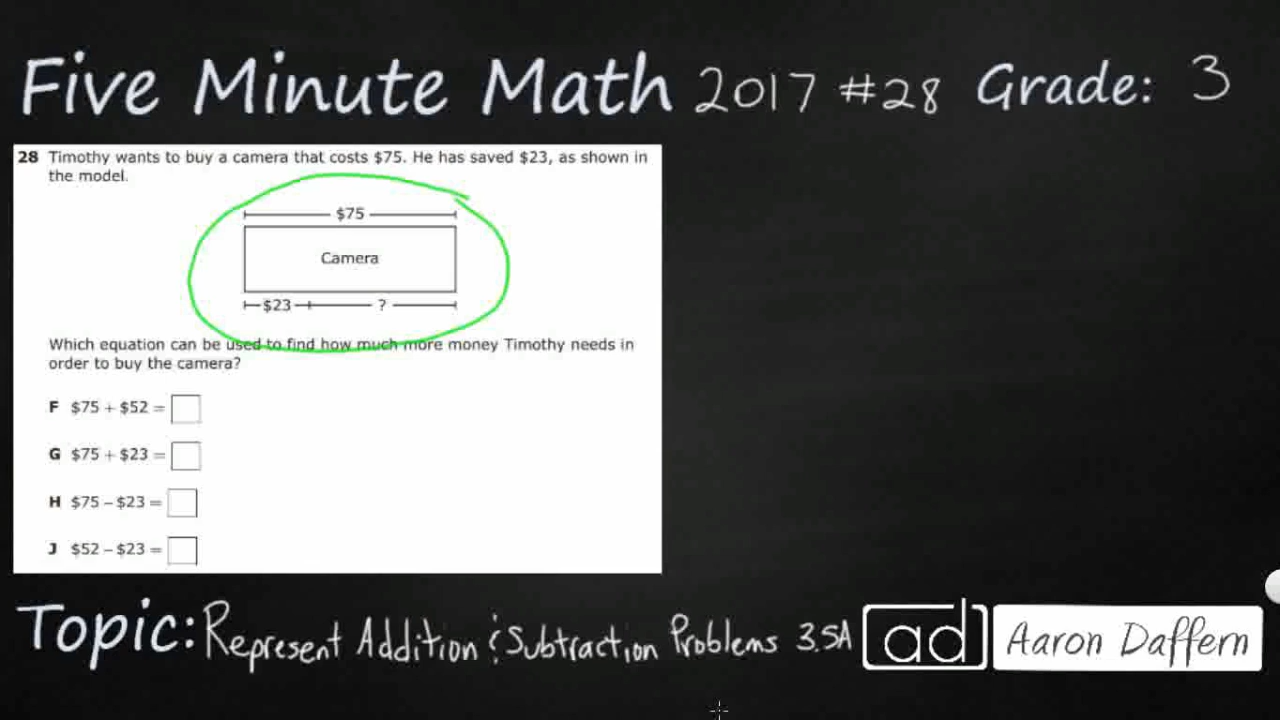 Five Minute Math 2017 #28 Grade: 3
28 Timothy wants to buy a camera that costs $75. He has saved $23, as shown in
the model.
$75
Camera
$23 ?
Which equation can be used to find how much more money Timothy needs in
order to buy the camera?
F $75 + $52 =
G $75 + $23 =
H $75 – $23 =
J $52 – $23 =
Topic: Represent Addition & Subtraction Problems 3.5A ad Aaron Daffern